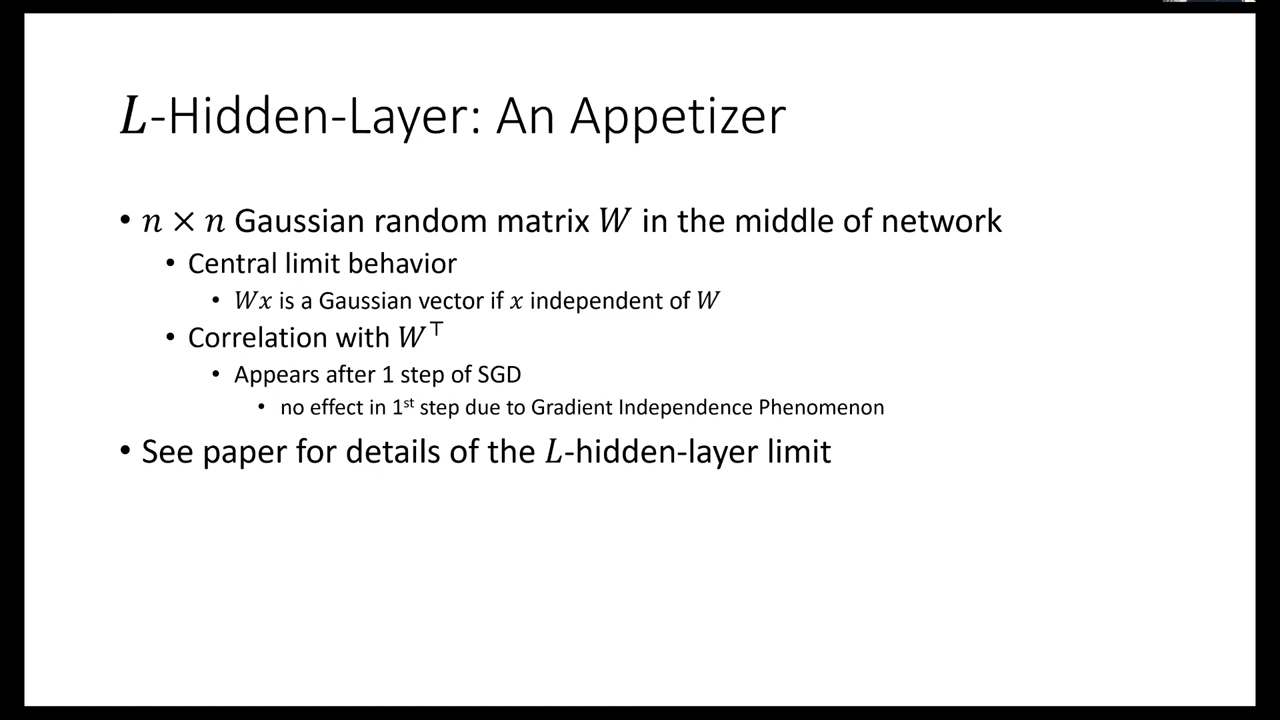 L-Hidden-Layer: An Appetizer
• n × n Gaussian random matrix W in the middle of network
• Central limit behavior
• Wx is a Gaussian vector if x independent of W
• Correlation with W⊤
• Appears after 1 step of SGD
• no effect in 1st step due to Gradient Independence Phenomenon
• See paper for details of the L-hidden-layer limit